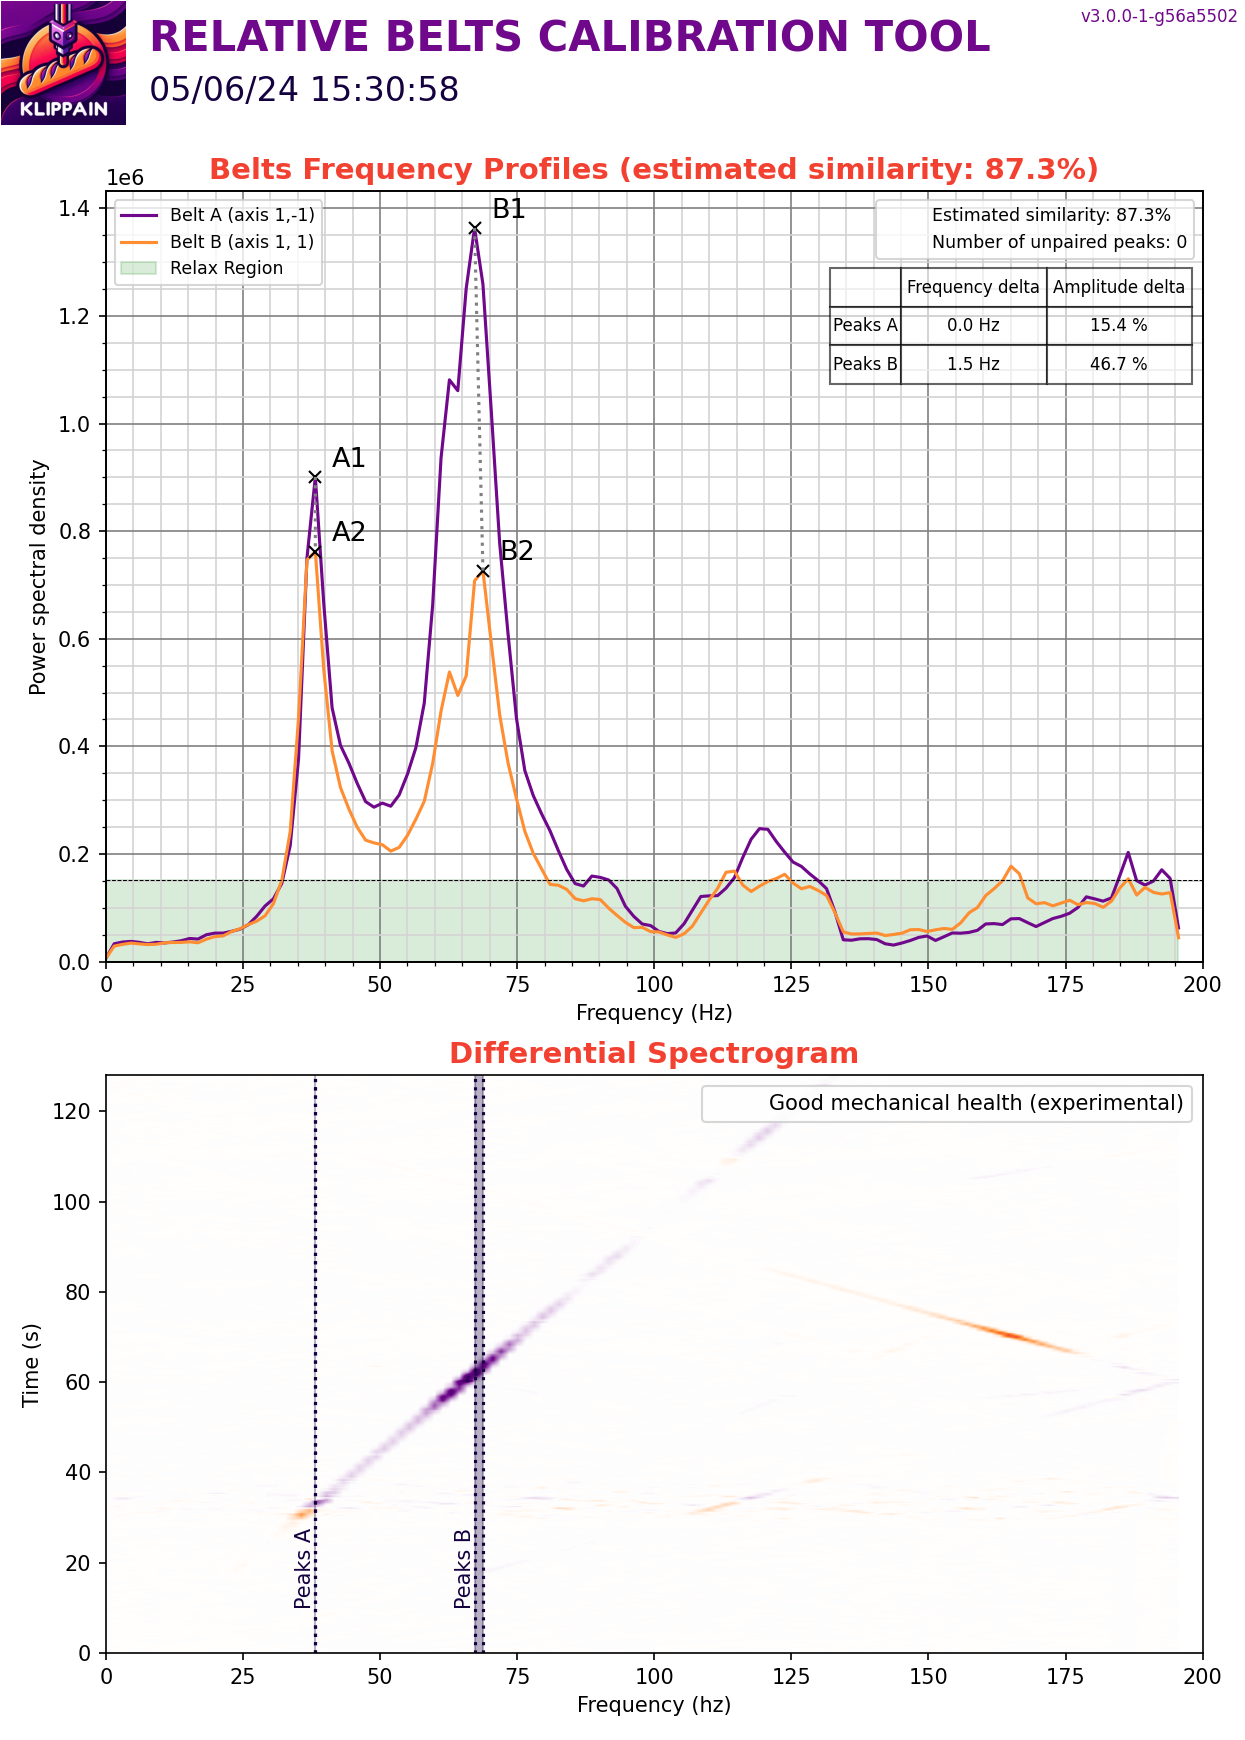 v3.0.0-1-g56a5502
RELATIVE BELTS CALIBRATION TOOL
05/06/24 15:30:58
KLIPPAIN
Belts Frequency Profiles (estimated similarity: 87.3%)
1e6
Belt A (axis 1,-1)
Belt B (axis 1, 1)
Relax Region
Estimated similarity: 87.3%
Number of unpaired peaks: 0
Frequency delta Amplitude delta
Peaks A 0.0 Hz 15.4 %
Peaks B 1.5 Hz 46.7 %
B1
A1
A2
B2
Power spectral density
1.4
1.2
1.0
0.8
0.6
0.4
0.2
0.0
0 25 50 75 100 125 150 175 200
Frequency (Hz)
Differential Spectrogram
Good mechanical health (experimental)
Time (s)
120
100
80
60
40
20
0
Peaks A
Peaks B
0 25 50 75 100 125 150 175 200
Frequency (hz)